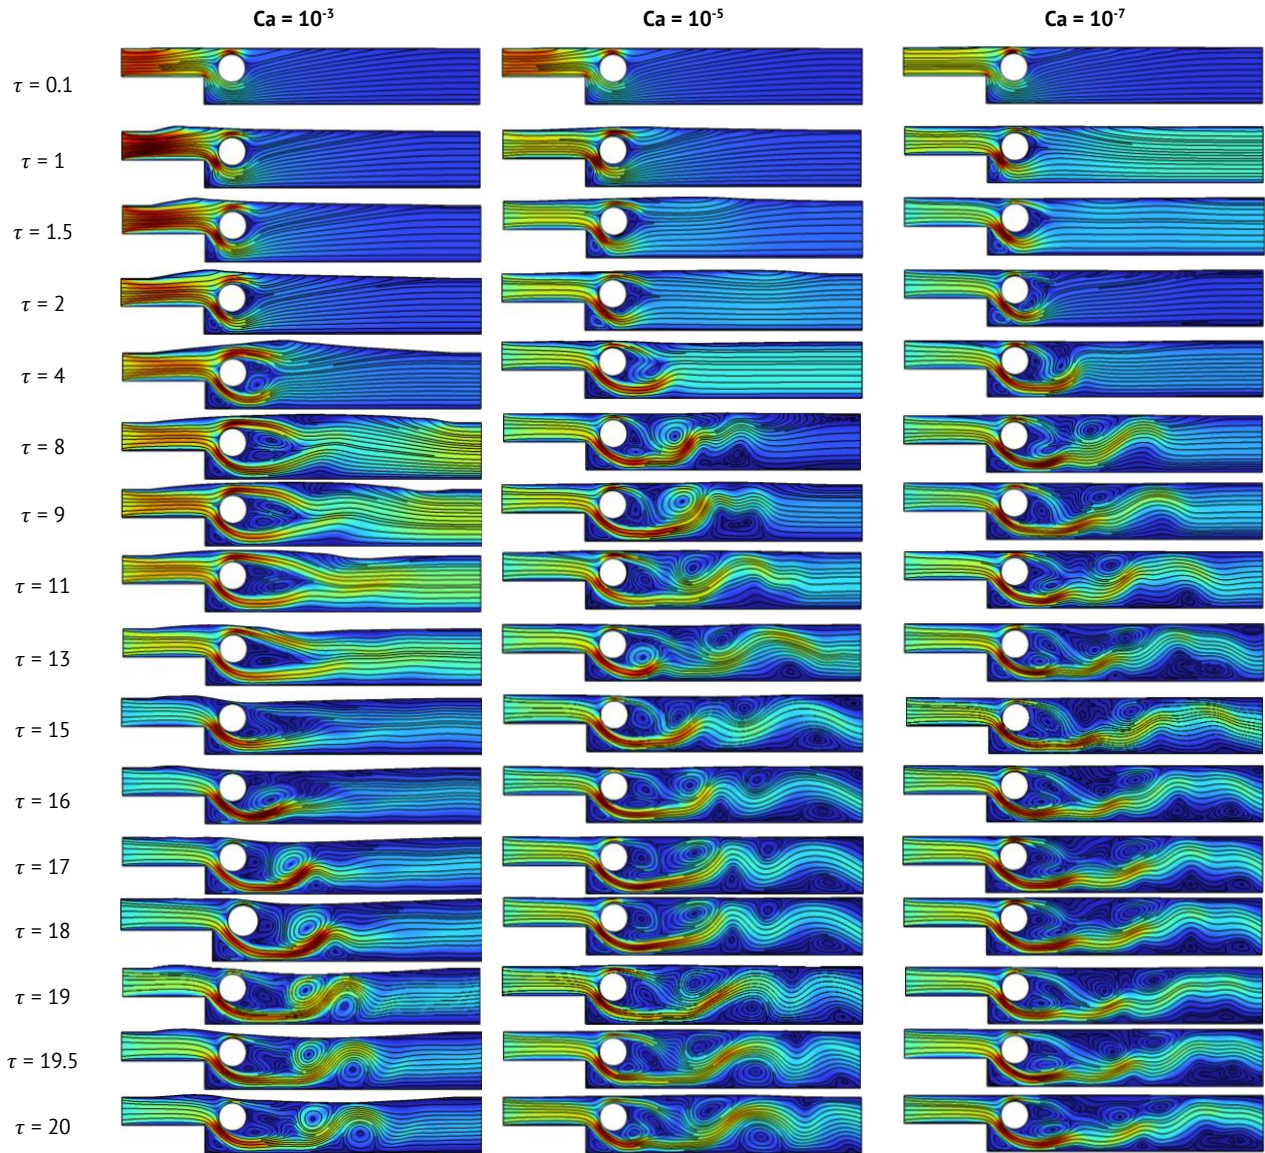 Ca = 10⁻³ Ca = 10⁻⁵ Ca = 10⁻⁷
τ = 0.1
τ = 1
τ = 1.5
τ = 2
τ = 4
τ = 8
τ = 9
τ = 11
τ = 13
τ = 15
τ = 16
τ = 17
τ = 18
τ = 19
τ = 19.5
τ = 20